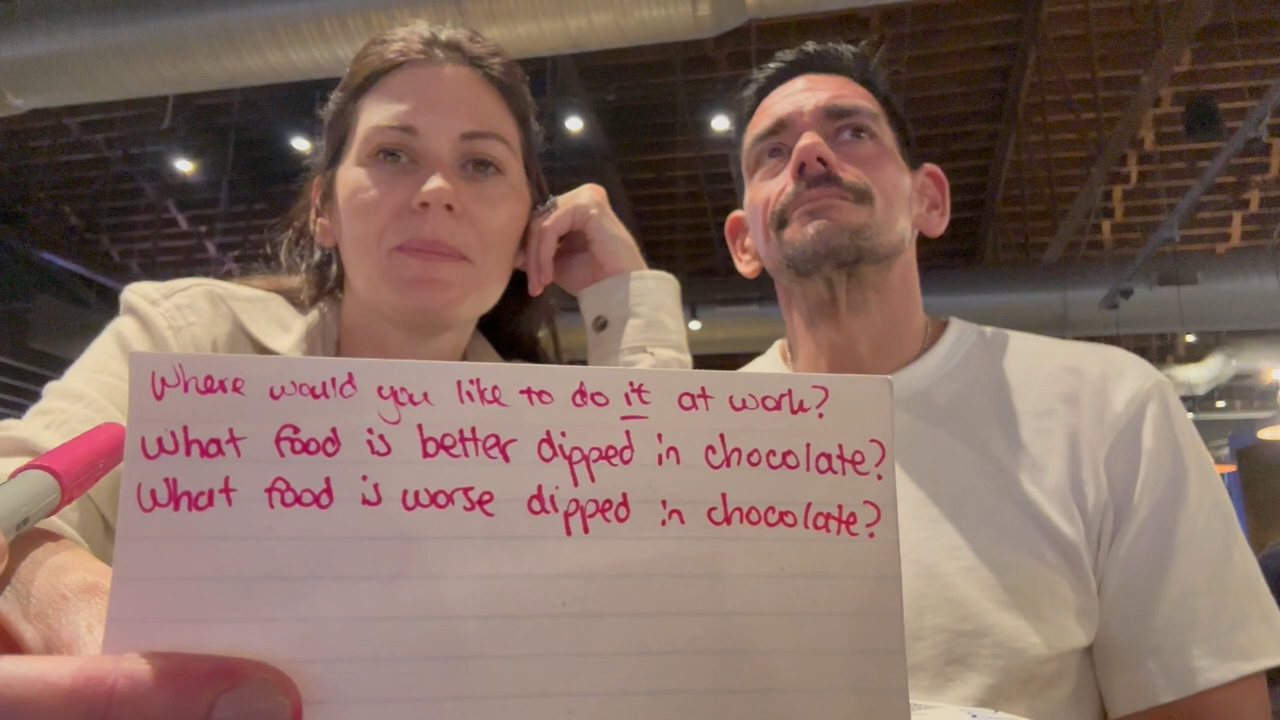 Where would you like to do it at work?
What food is better dipped in chocolate?
What food is worse dipped in chocolate?